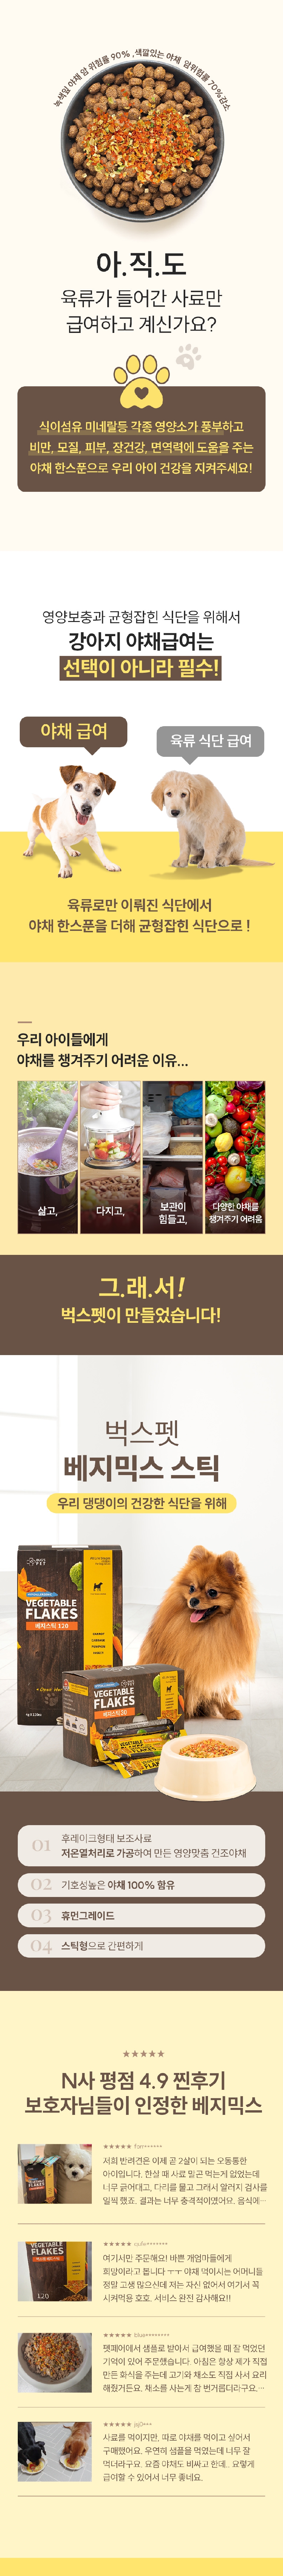 녹색잎 야채 암 위험률 90% , 색깔있는 야채 암위험률 70%감소
아.직.도
육류가 들어간 사료만
급여하고 계신가요?
식이섬유 미네랄등 각종 영양소가 풍부하고
비만, 모질, 피부, 장건강, 면역력에 도움을 주는
야채 한스푼으로 우리 아이 건강을 지켜주세요!
영양보충과 균형잡힌 식단을 위해서
강아지 야채급여는
선택이 아니라 필수!
야채 급여
육류 식단 급여
육류로만 이뤄진 식단에서
야채 한스푼을 더해 균형잡힌 식단으로 !
우리 아이들에게
야채를 챙겨주기 어려운 이유...
삶고,
다지고,
보관이
힘들고,
다양한 야채를
챙겨주기 어려움
그.래.서!
벅스펫이 만들었습니다!
벅스펫
베지믹스 스틱
우리 댕댕이의 건강한 식단을 위해
VEGETABLE
FLAKES
베지스틱 120
CARROT
CABBAGE
PUMPKIN
VEGETABLE
FLAKES
베지스틱 30
01
후레이크형태 보조사료
저온열처리로 가공하여 만든 영양맞춤 건조야채
02 기호성높은 야채 100% 함유
03 휴먼그레이드
04 스틱형으로 간편하게
★★★★★
N사 평점 4.9 찐후기
보호자님들이 인정한 베지믹스
저희 반려견은 이제 곧 2살이 되는 오동통한
아이입니다. 한살 때 사료 말곤 먹는게 없었는데
너무 긁어대고, 다리를 물고 그래서 알러지 검사를
일찍 했죠. 결과는 너무 충격적이였어요. 음식에…
FLAKES
여기서만 주문해요! 바쁜 개엄마들에게
희망이라고 봅니다 ㅜㅜ 야채 먹이시는 어머니들
정말 고생 많으신데 저는 자신 없어서 여기서 꼭
시켜먹용 호호. 서비스 완전 감사해요!!
펫페어에서 샘플로 받아서 급여했을 때 잘 먹었던
기억이 있어 주문했습니다. 아침은 항상 제가 직접
만든 화식을 주는데 고기와 채소도 직접 사서 요리
해줬거든요. 채소를 사는게 참 번거롭더라구요.…
사료를 먹이지만, 따로 야채를 먹이고 싶어서
구매했어요. 우연히 샘플을 먹였는데 너무 잘
먹더라구요. 요즘 야채도 비싸고 한데.. 요렇게
급여할 수 있어서 너무 좋네요.